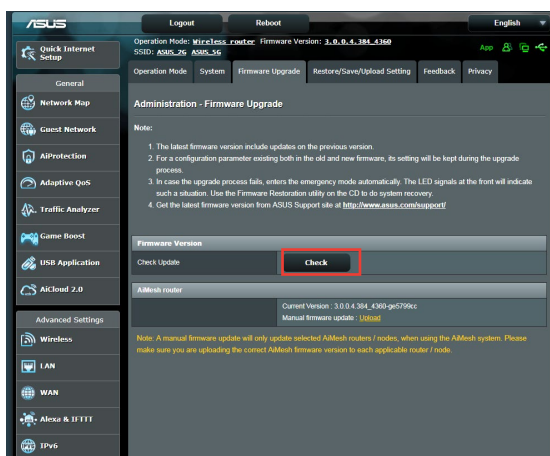 ASUS
Logout
Reboot
English
Operation Mode: Wireless router Firmware Version: 3.0.0.4.384_4360
SSID: ASUS_2G ASUS_5G
App
Quick Internet
Setup
Operation Mode
System
Firmware Upgrade
Restore/Save/Upload Setting
Feedback
Privacy
General
Network Map
Guest Network
AiProtection
Adaptive QoS
Traffic Analyzer
Game Boost
USB Application
AiCloud 2.0
Advanced Settings
Wireless
LAN
WAN
Alexa & IFTTT
IPv6
Administration - Firmware Upgrade
Note:
1. The latest firmware version include updates on the previous version.
2. For a configuration parameter existing both in the old and new firmware, its setting will be kept during the upgrade
process.
3. In case the upgrade process fails, enters the emergency mode automatically. The LED signals at the front will indicate
such a situation. Use the Firmware Restoration utility on the CD to do system recovery.
4. Get the latest firmware version from ASUS Support site at http://www.asus.com/support/
Firmware Version
Check Update
Check
AiMesh router
Current Version : 3.0.0.4.384_4360-ge5799cc
Manual firmware update : Upload
Note: A manual firmware update will only update selected AiMesh routers / nodes, when using the AiMesh system. Please
make sure you are uploading the correct AiMesh firmware version to each applicable router / node.